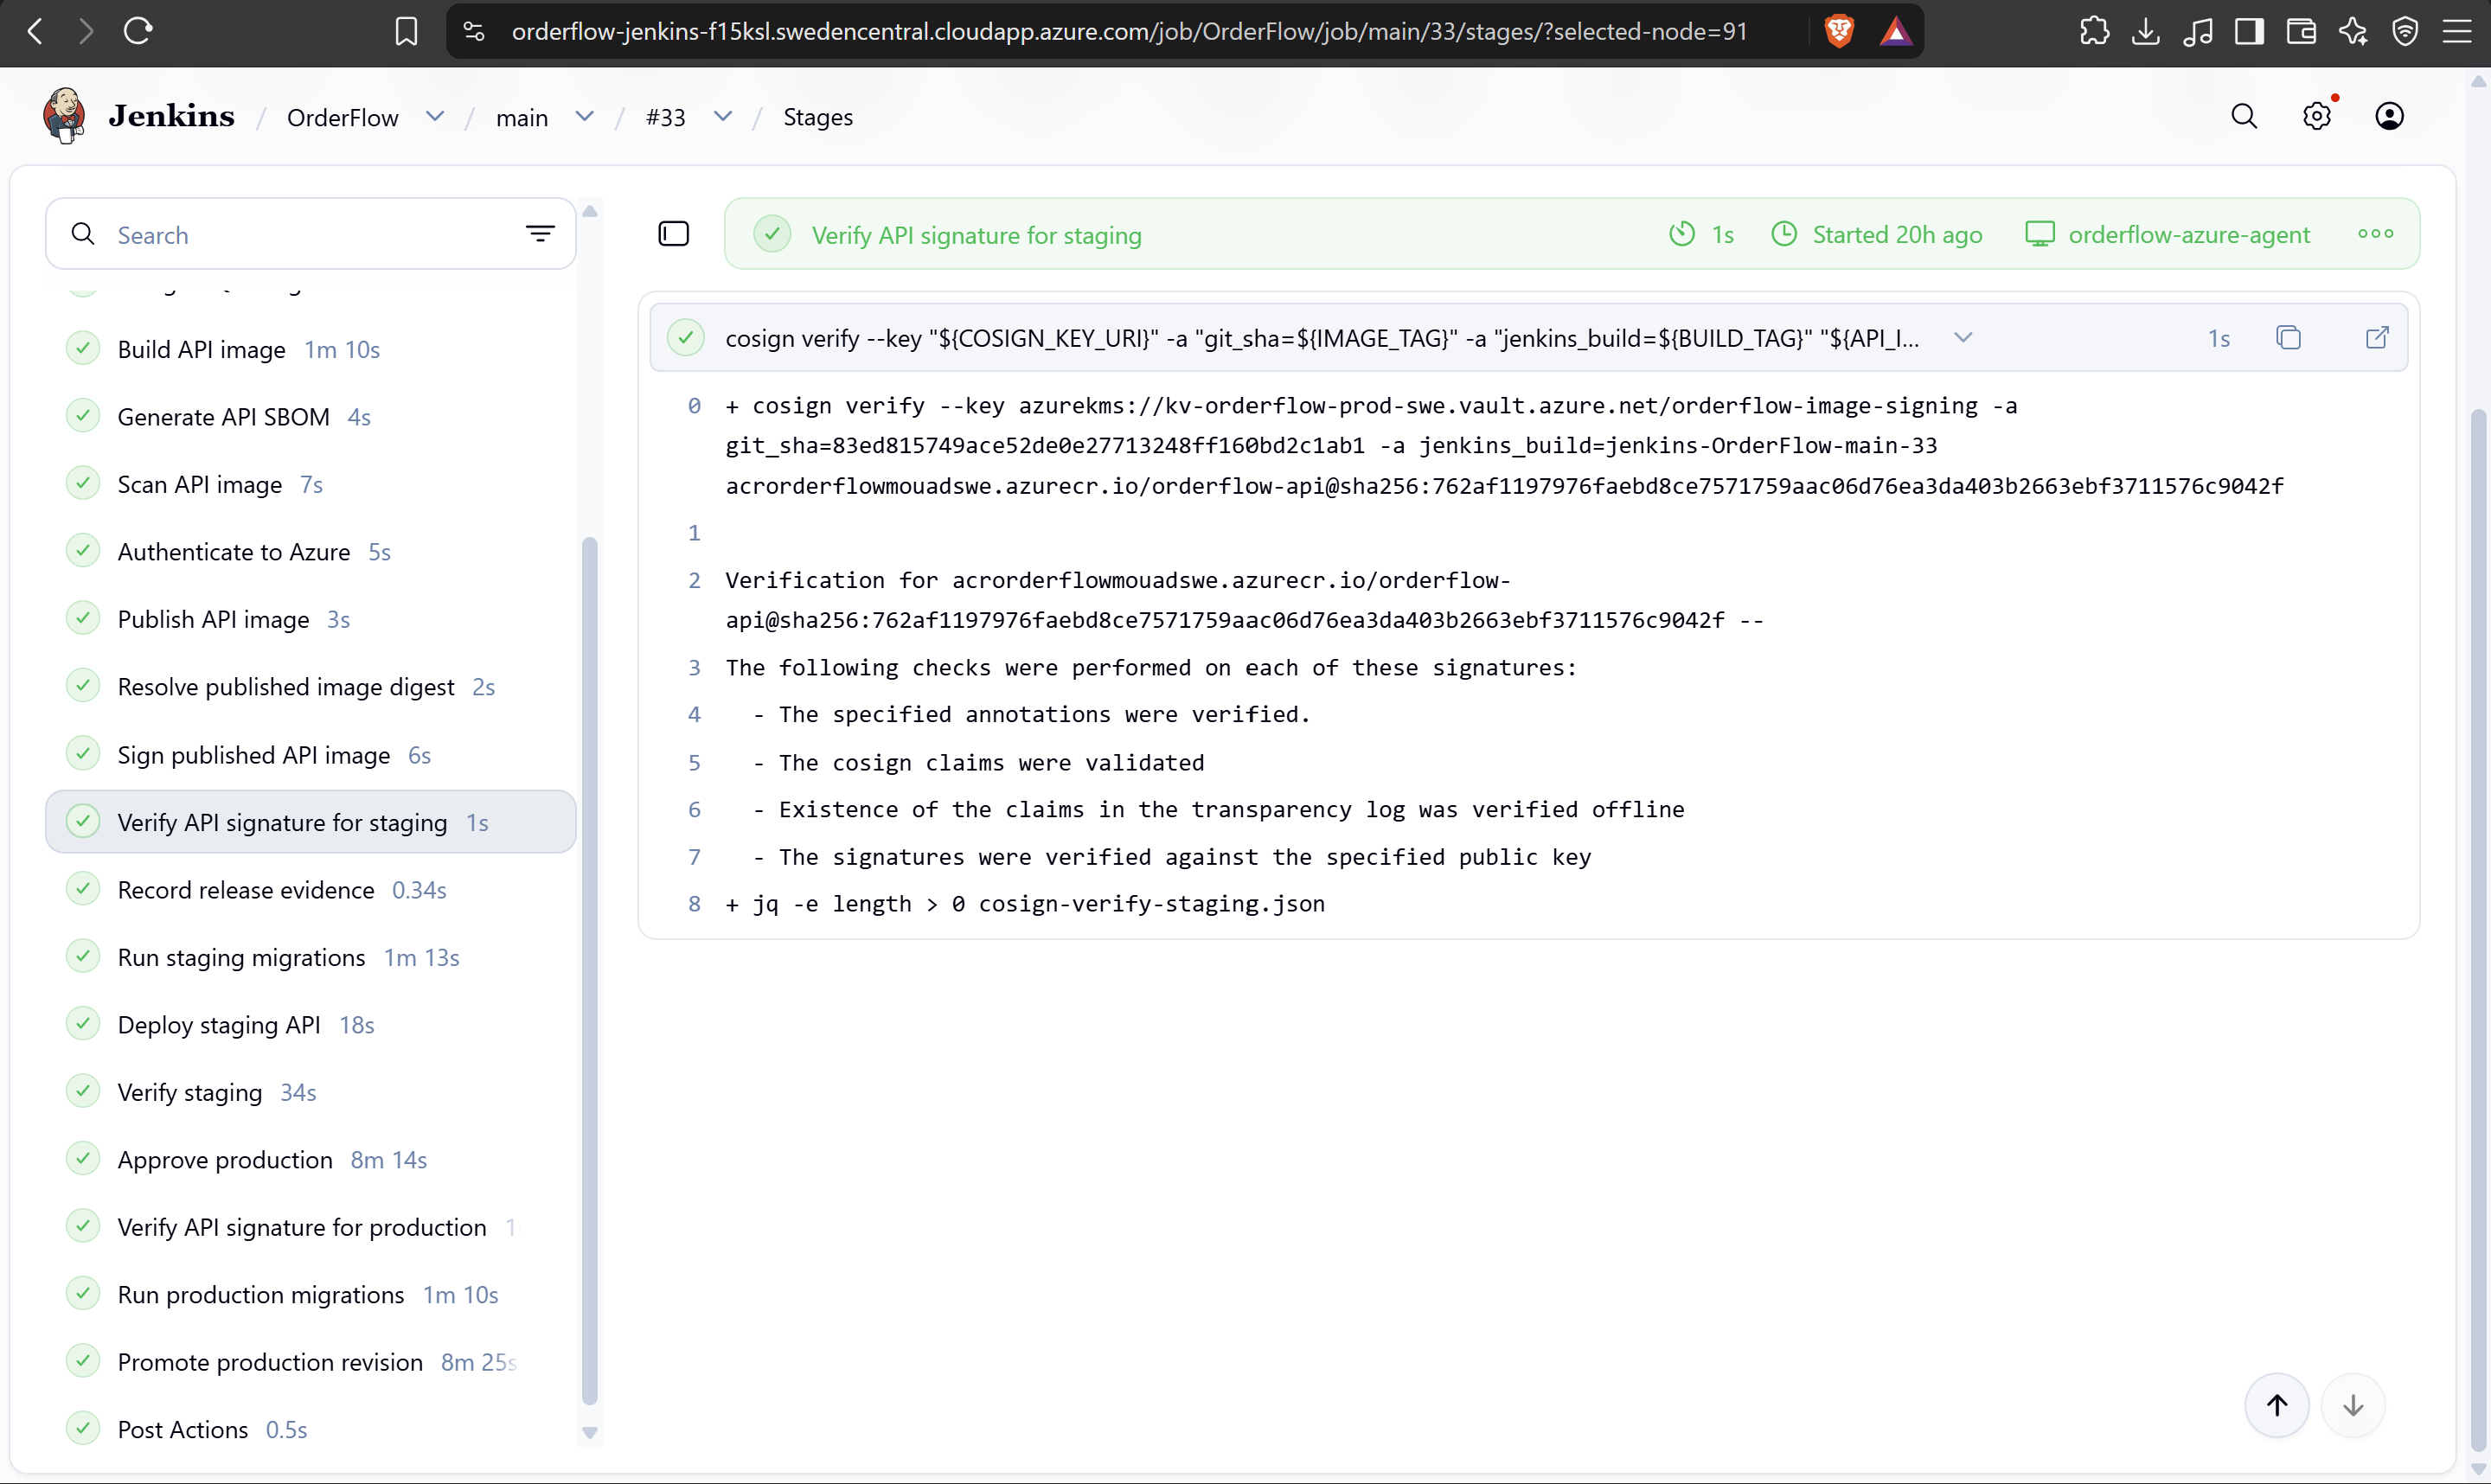 orderflow-jenkins-f15ksl.swedencentral.cloudapp.azure.com/job/OrderFlow/job/main/33/stages/?selected-node=91
Jenkins / OrderFlow / main / #33 / Stages
Search
Verify API signature for staging 1s Started 20h ago orderflow-azure-agent
Build API image 1m 10s
Generate API SBOM 4s
Scan API image 7s
Authenticate to Azure 5s
Publish API image 3s
Resolve published image digest 2s
Sign published API image 6s
Verify API signature for staging 1s
Record release evidence 0.34s
Run staging migrations 1m 13s
Deploy staging API 18s
Verify staging 34s
Approve production 8m 14s
Verify API signature for production 1
Run production migrations 1m 10s
Promote production revision 8m 25s
Post Actions 0.5s
cosign verify --key "${COSIGN_KEY_URI}" -a "git_sha=${IMAGE_TAG}" -a "jenkins_build=${BUILD_TAG}" "${API_I... 1s
0 + cosign verify --key azurekms://kv-orderflow-prod-swe.vault.azure.net/orderflow-image-signing -a
git_sha=83ed815749ace52de0e27713248ff160bd2c1ab1 -a jenkins_build=jenkins-OrderFlow-main-33
acrorderflowmouadswe.azurecr.io/orderflow-api@sha256:762af1197976faebd8ce7571759aac06d76ea3da403b2663ebf3711576c9042f
1
2 Verification for acrorderflowmouadswe.azurecr.io/orderflow-
api@sha256:762af1197976faebd8ce7571759aac06d76ea3da403b2663ebf3711576c9042f --
3 The following checks were performed on each of these signatures:
4 - The specified annotations were verified.
5 - The cosign claims were validated
6 - Existence of the claims in the transparency log was verified offline
7 - The signatures were verified against the specified public key
8 + jq -e length > 0 cosign-verify-staging.json